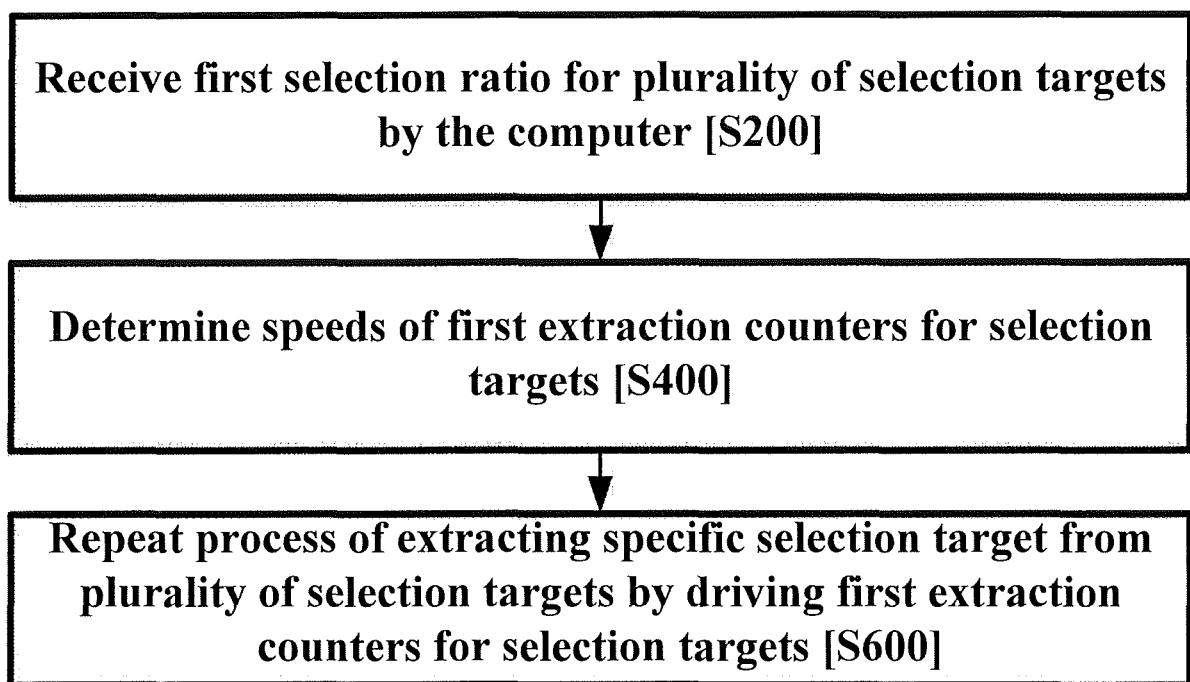 Receive first selection ratio for plurality of selection targets
by the computer [S200]
Determine speeds of first extraction counters for selection
targets [S400]
Repeat process of extracting specific selection target from
plurality of selection targets by driving first extraction
counters for selection targets [S600]